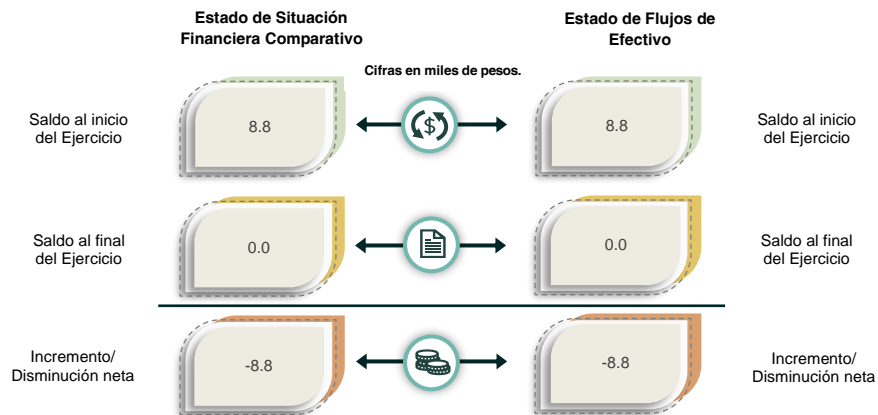 Estado de Situación
Financiera Comparativo
Estado de Flujos de
Efectivo
Cifras en miles de pesos.
Saldo al inicio
del Ejercicio
8.8
$
8.8
Saldo al inicio
del Ejercicio
Saldo al final
del Ejercicio
0.0
0.0
Saldo al final
del Ejercicio
Incremento/
Disminución neta
-8.8
-8.8
Incremento/
Disminución neta